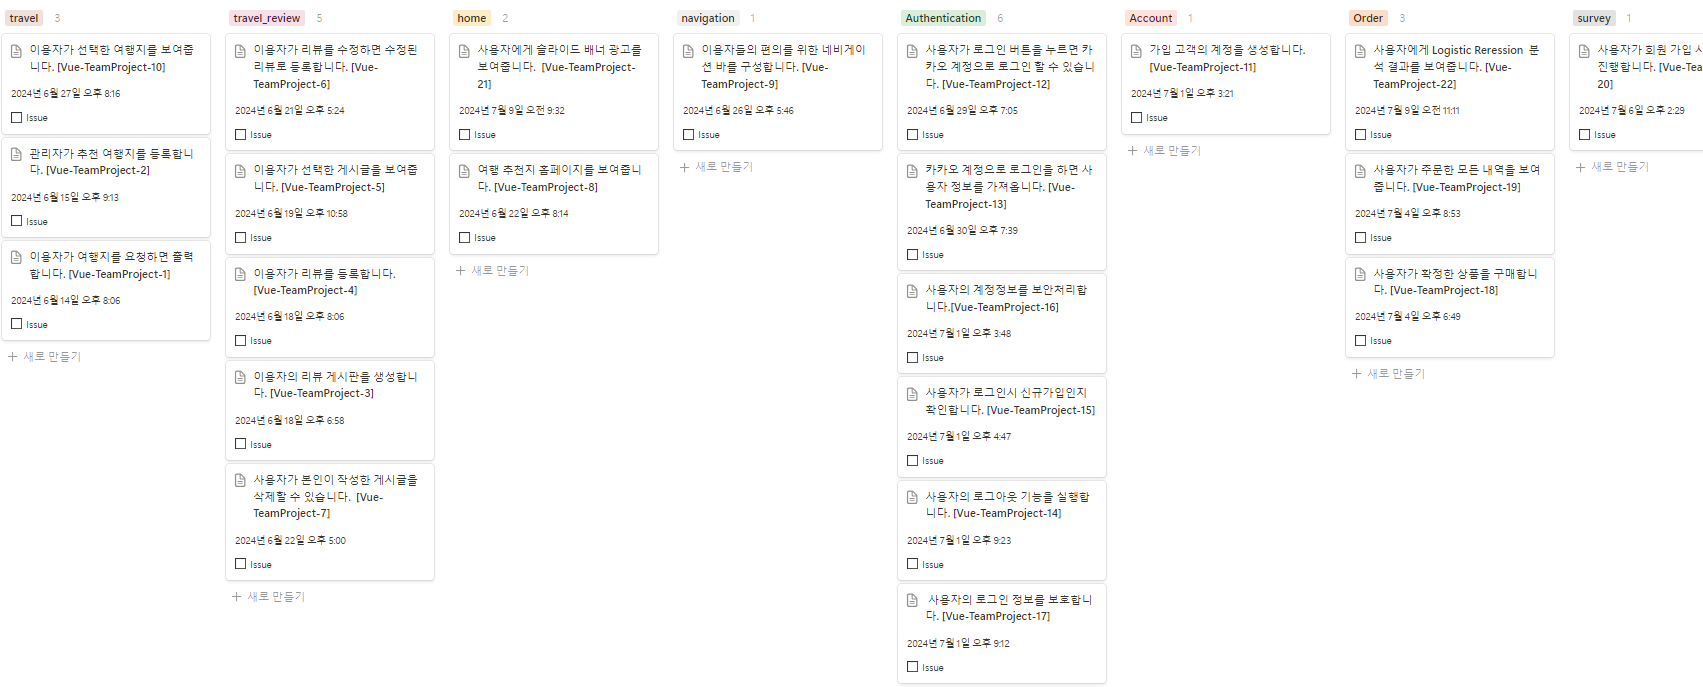 travel 3
이용자가 선택한 여행지를 보여줍
니다. [Vue-TeamProject-10]
2024년 6월 27일 오후 8:16
Issue
관리자가 추천 여행지를 등록합니
다. [Vue-TeamProject-2]
2024년 6월 15일 오후 9:13
Issue
이용자가 여행지를 요청하면 출력
합니다. [Vue-TeamProject-1]
2024년 6월 14일 오후 8:06
Issue
새로 만들기
travel_review 5
이용자가 리뷰를 수정하면 수정된
리뷰로 등록합니다. [Vue-
TeamProject-6]
2024년 6월 21일 오후 5:24
Issue
이용자가 선택한 게시글을 보여줍
니다. [Vue-TeamProject-5]
2024년 6월 19일 오후 10:58
Issue
이용자가 리뷰를 등록합니다.
[Vue-TeamProject-4]
2024년 6월 18일 오후 8:06
Issue
이용자의 리뷰 게시판을 생성합니
다. [Vue-TeamProject-3]
2024년 6월 18일 오후 6:58
Issue
사용자가 본인이 작성한 게시글을
삭제할 수 있습니다. [Vue-
TeamProject-7]
2024년 6월 22일 오후 5:00
Issue
새로 만들기
home 2
사용자에게 슬라이드 배너 광고를
보여줍니다. [Vue-TeamProject-
21]
2024년 7월 9일 오전 9:32
Issue
여행 추천지 홈페이지를 보여줍니
다. [Vue-TeamProject-8]
2024년 6월 22일 오후 8:14
Issue
새로 만들기
navigation 1
이용자들의 편의를 위한 네비게이
션 바를 구성합니다. [Vue-
TeamProject-9]
2024년 6월 26일 오후 5:46
Issue
새로 만들기
Authentication 6
사용자가 로그인 버튼을 누르면 카
카오 계정으로 로그인 할 수 있습니
다. [Vue-TeamProject-12]
2024년 6월 29일 오후 7:05
Issue
카카오 계정으로 로그인을 하면 사
용자 정보를 가져옵니다. [Vue-
TeamProject-13]
2024년 6월 30일 오후 7:39
Issue
사용자의 계정정보를 보안처리합
니다.[Vue-TeamProject-16]
2024년 7월 1일 오후 3:48
Issue
사용자가 로그인시 신규가입인지
확인합니다. [Vue-TeamProject-15]
2024년 7월 1일 오후 4:47
Issue
사용자의 로그아웃 기능을 실행합
니다. [Vue-TeamProject-14]
2024년 7월 1일 오후 9:23
Issue
사용자의 로그인 정보를 보호합니
다. [Vue-TeamProject-17]
2024년 7월 1일 오후 9:12
Issue
Account 1
가입 고객의 계정을 생성합니다.
[Vue-TeamProject-11]
2024년 7월 1일 오후 3:21
Issue
새로 만들기
Order 3
사용자에게 Logistic Reression 분
석 결과를 보여줍니다. [Vue-
TeamProject-22]
2024년 7월 9일 오전 11:11
Issue
사용자가 주문한 모든 내역을 보여
줍니다. [Vue-TeamProject-19]
2024년 7월 4일 오후 8:53
Issue
사용자가 확정한 상품을 구매합니
다. [Vue-TeamProject-18]
2024년 7월 4일 오후 6:49
Issue
새로 만들기
survey 1
사용자가 회원 가입 시
진행합니다. [Vue-Tea
20]
2024년 7월 6일 오후 2:29
Issue
새로 만들기